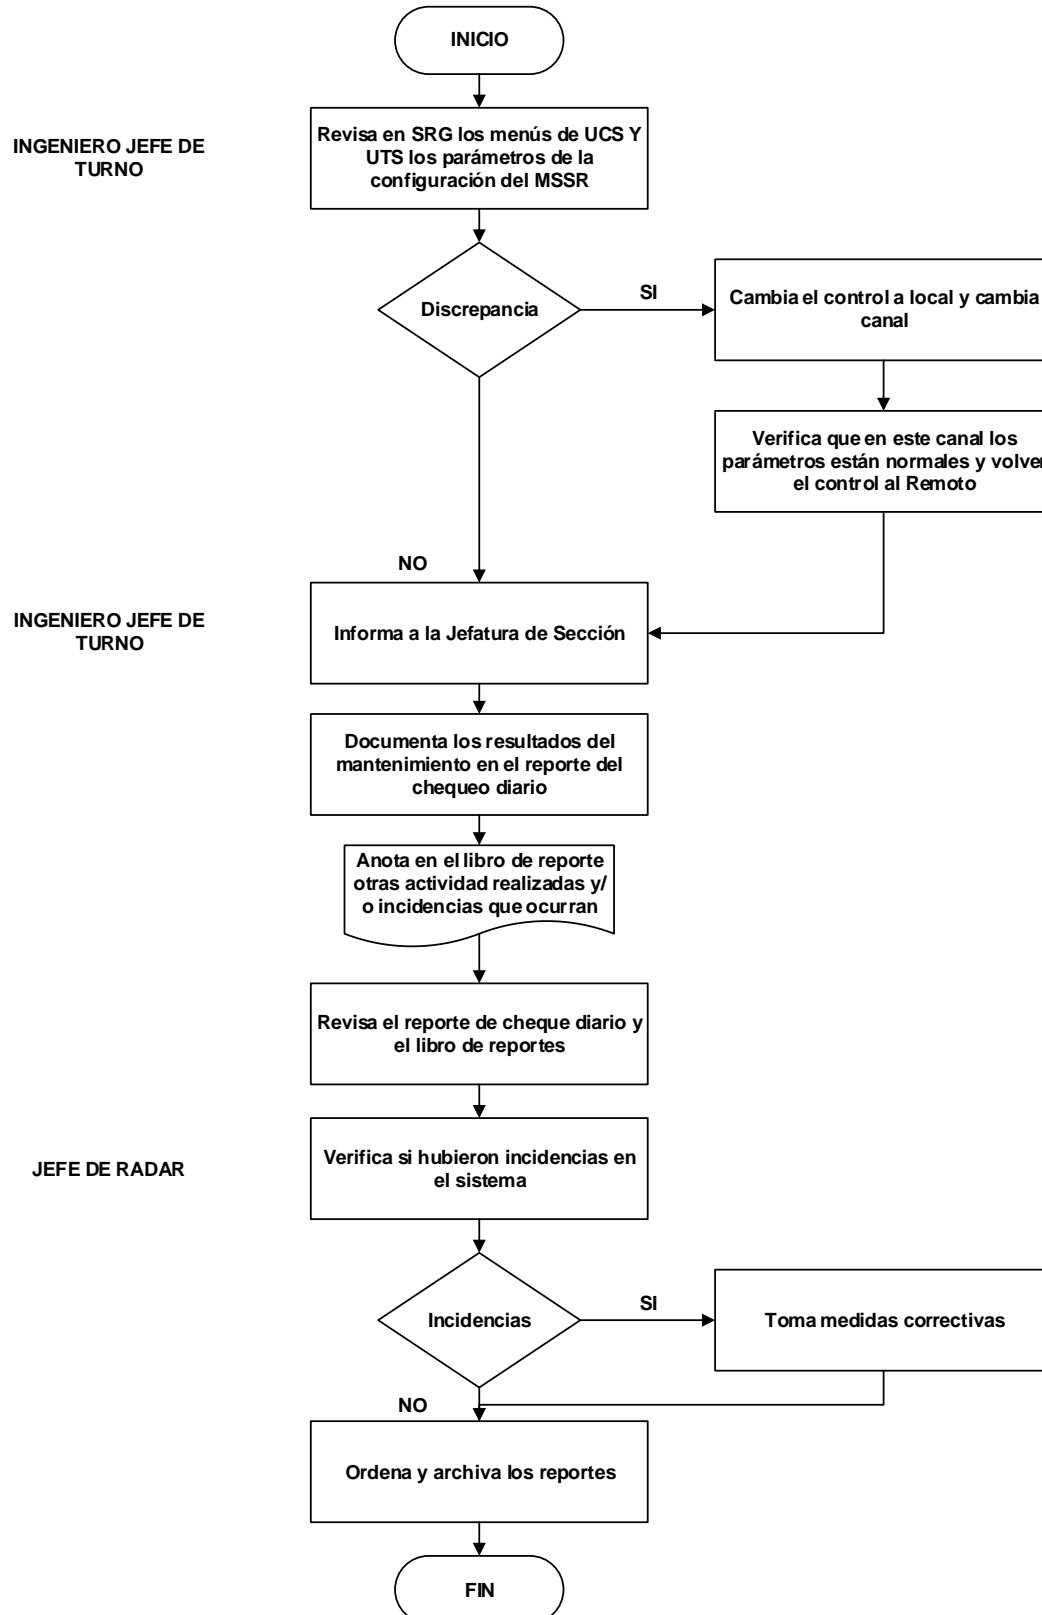 INICIO
INGENIERO JEFE DE
TURNO
Revisa en SRG los menús de UCS Y
UTS los parámetros de la
configuración del MSSR
Discrepancia
SI
Cambia el control a local y cambia
canal
Verifica que en este canal los
parámetros están normales y volver
el control al Remoto
NO
INGENIERO JEFE DE
TURNO
Informa a la Jefatura de Sección
Documenta los resultados del
mantenimiento en el reporte del
chequeo diario
Anota en el libro de reporte
otras actividad realizadas y/
o incidencias que ocurran
Revisa el reporte de cheque diario y
el libro de reportes
JEFE DE RADAR
Verifica si hubieron incidencias en
el sistema
Incidencias
SI
Toma medidas correctivas
NO
Ordena y archiva los reportes
FIN